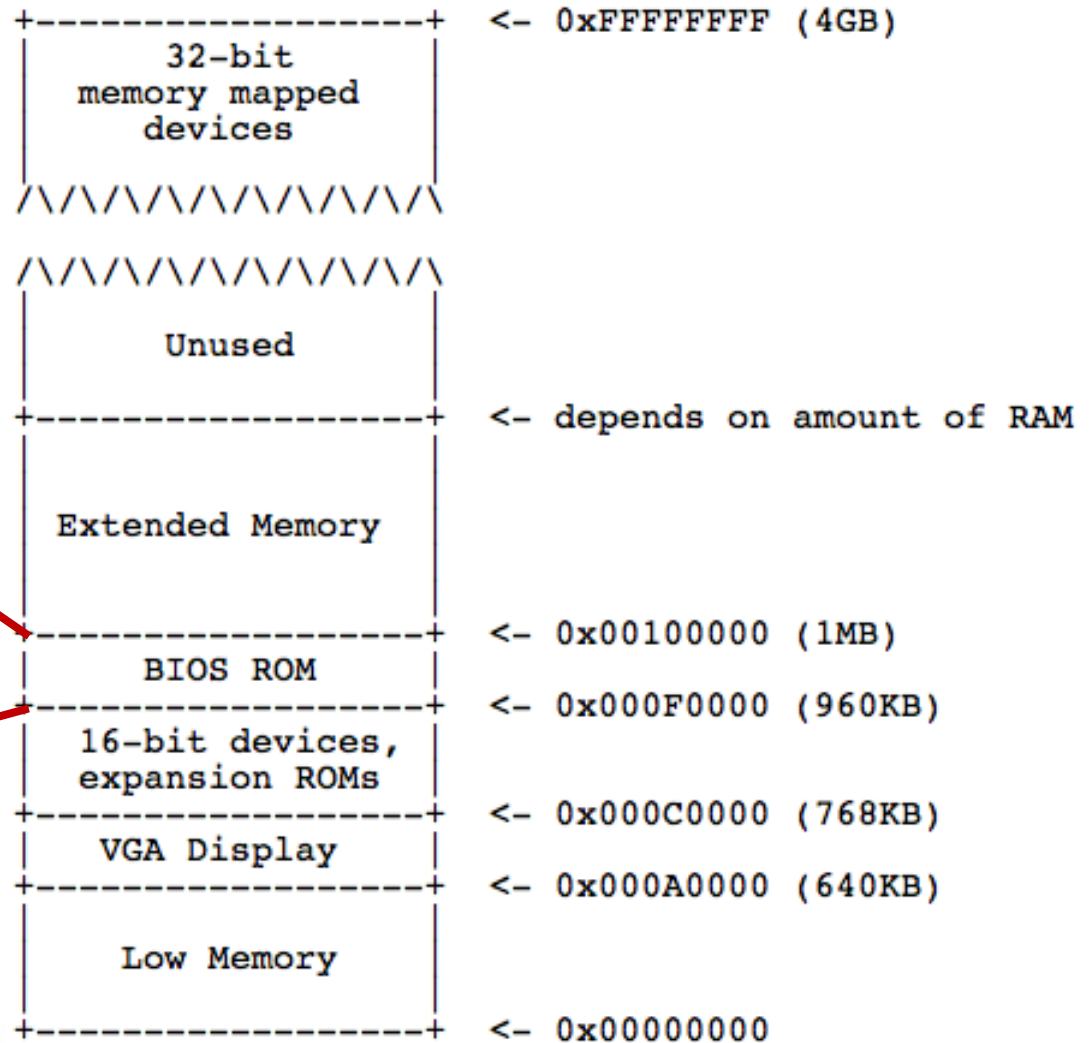 +------------------+  <- 0xFFFFFFFF (4GB)
|      32-bit      |
|  memory mapped   |
|     devices      |
|                  |
/\/\/\/\/\/\/\/\/\/\
/\/\/\/\/\/\/\/\/\/\
|                  |
|      Unused      |
|                  |
+------------------+  <- depends on amount of RAM
|                  |
|                  |
| Extended Memory  |
|                  |
|                  |
+------------------+  <- 0x00100000 (1MB)
|     BIOS ROM     |
+------------------+  <- 0x000F0000 (960KB)
|  16-bit devices, |
|  expansion ROMs  |
+------------------+  <- 0x000C0000 (768KB)
|   VGA Display    |
+------------------+  <- 0x000A0000 (640KB)
|                  |
|    Low Memory    |
|                  |
+------------------+  <- 0x00000000